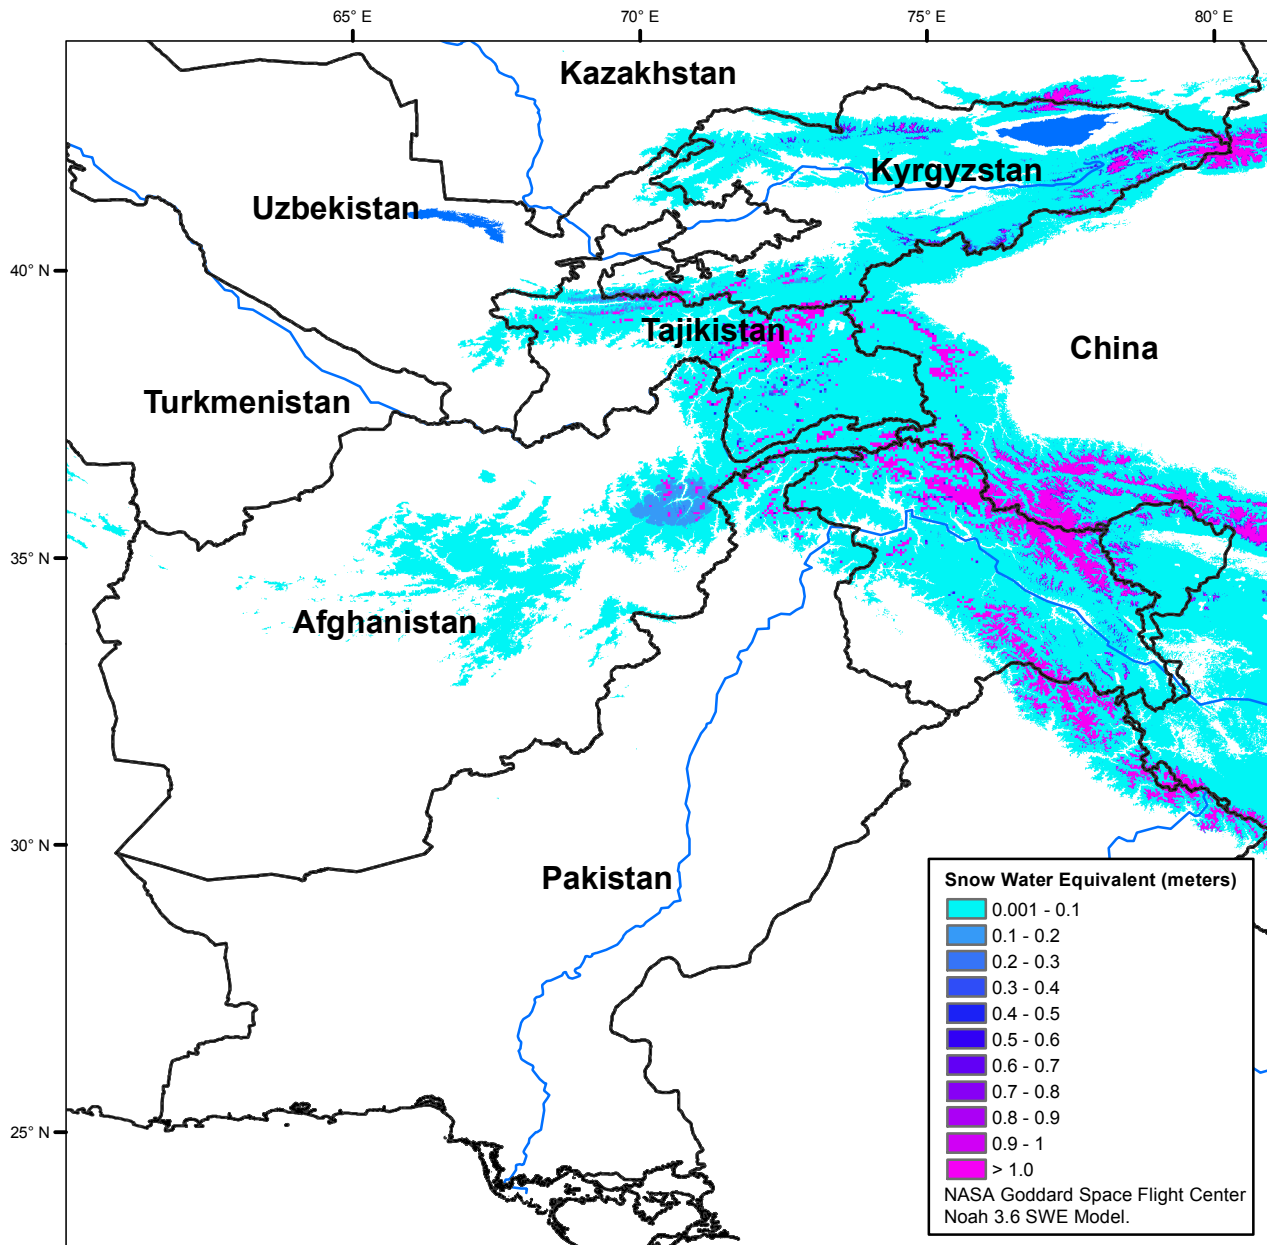 65° E
70° E
75° E
80° E
Kazakhstan
Kyrgyzstan
Uzbekistan
40° N
Tajikistan
China
Turkmenistan
35° N
Afghanistan
30° N
Pakistan
25° N
Snow Water Equivalent (meters)
0.001 - 0.1
0.1 - 0.2
0.2 - 0.3
0.3 - 0.4
0.4 - 0.5
0.5 - 0.6
0.6 - 0.7
0.7 - 0.8
0.8 - 0.9
0.9 - 1
> 1.0
NASA Goddard Space Flight Center
Noah 3.6 SWE Model.